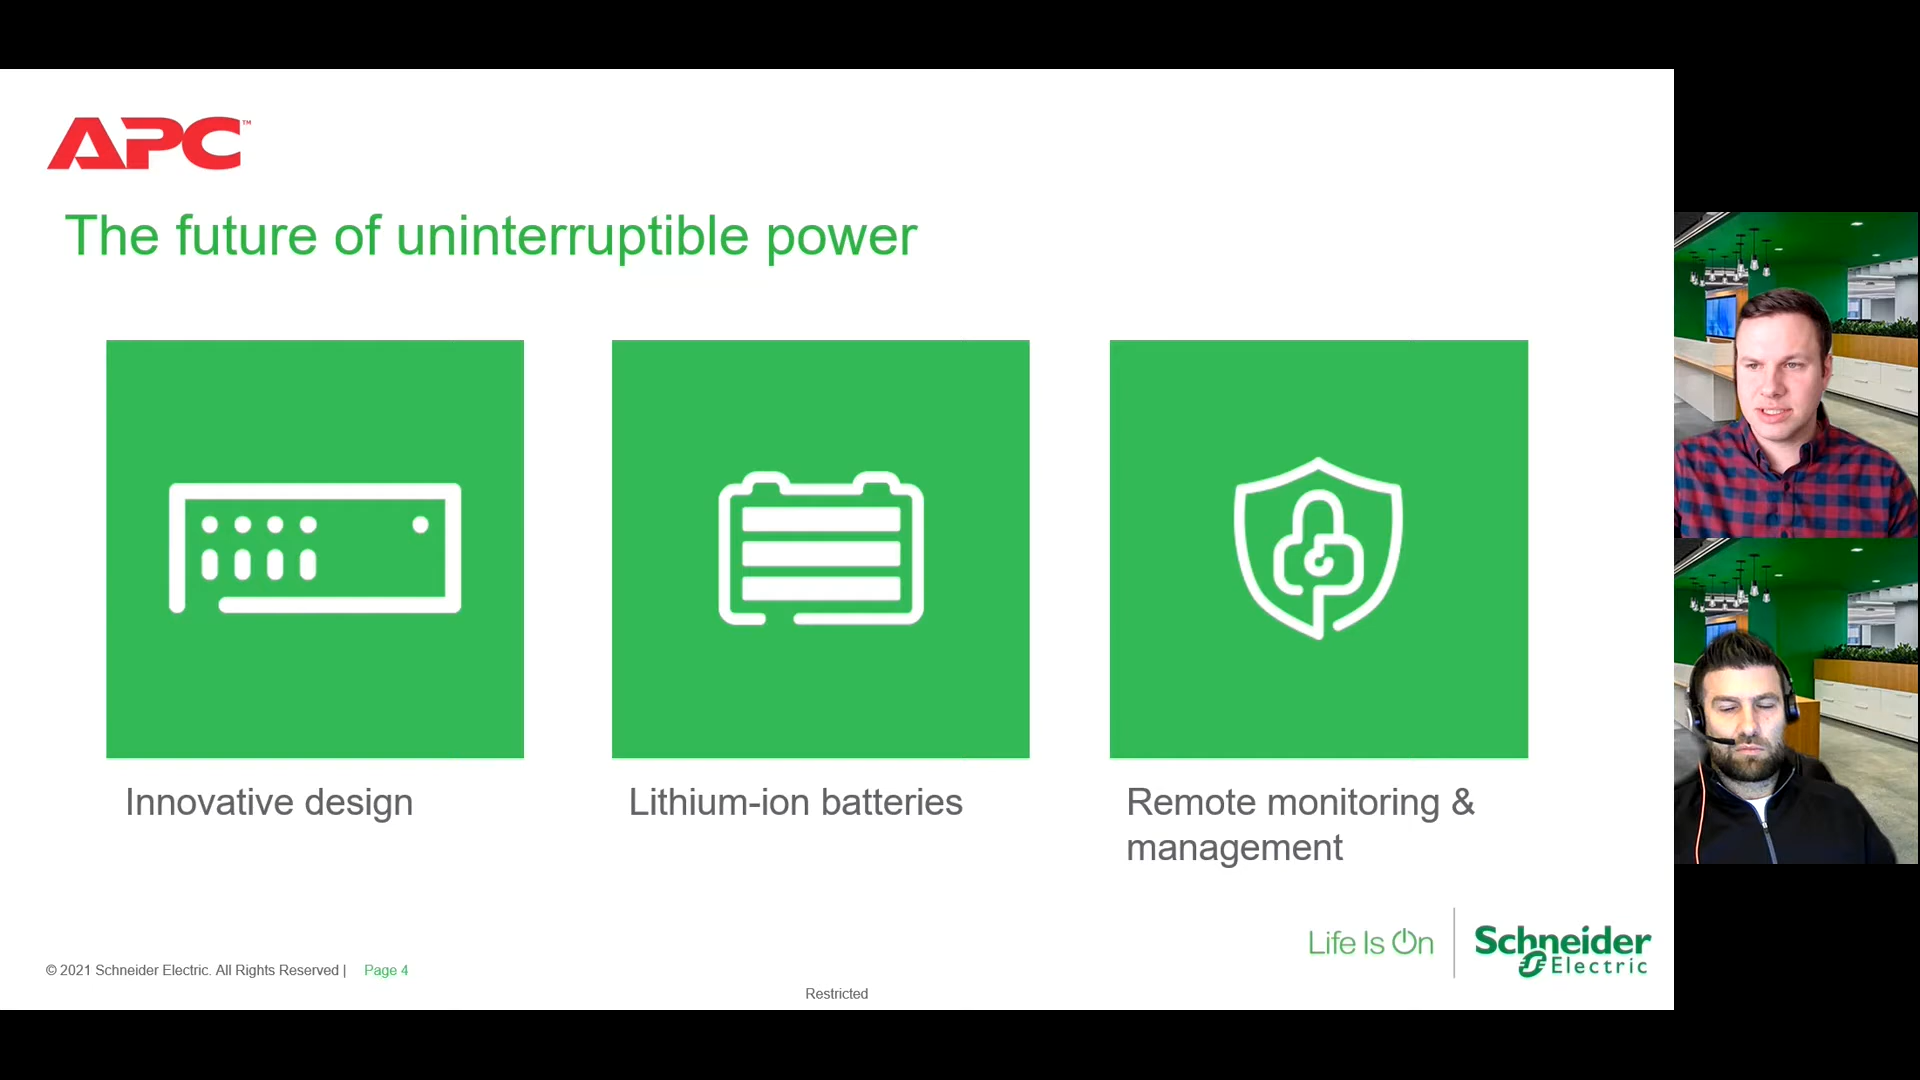 APC™
The future of uninterruptible power
Innovative design
Lithium-ion batteries
Remote monitoring &
management
Life Is On
Schneider
Electric
© 2021 Schneider Electric. All Rights Reserved |
Page 4
Restricted